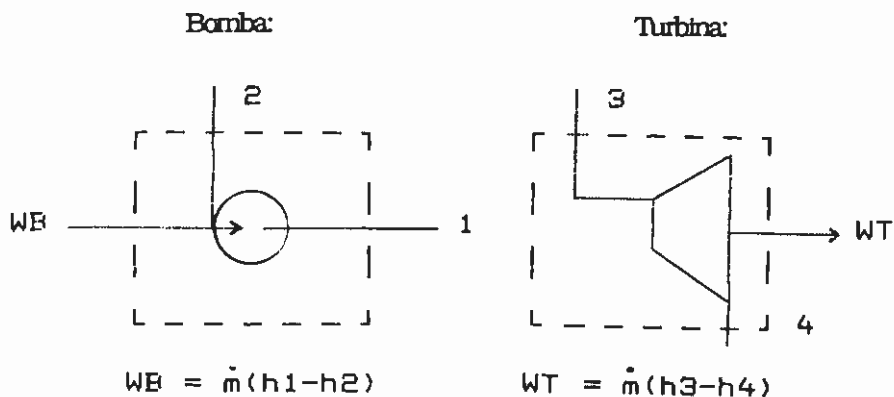 Bomba: Turbina:
2 3
WB 1 WT
4
WB = ṁ(h1-h2) WT = ṁ(h3-h4)